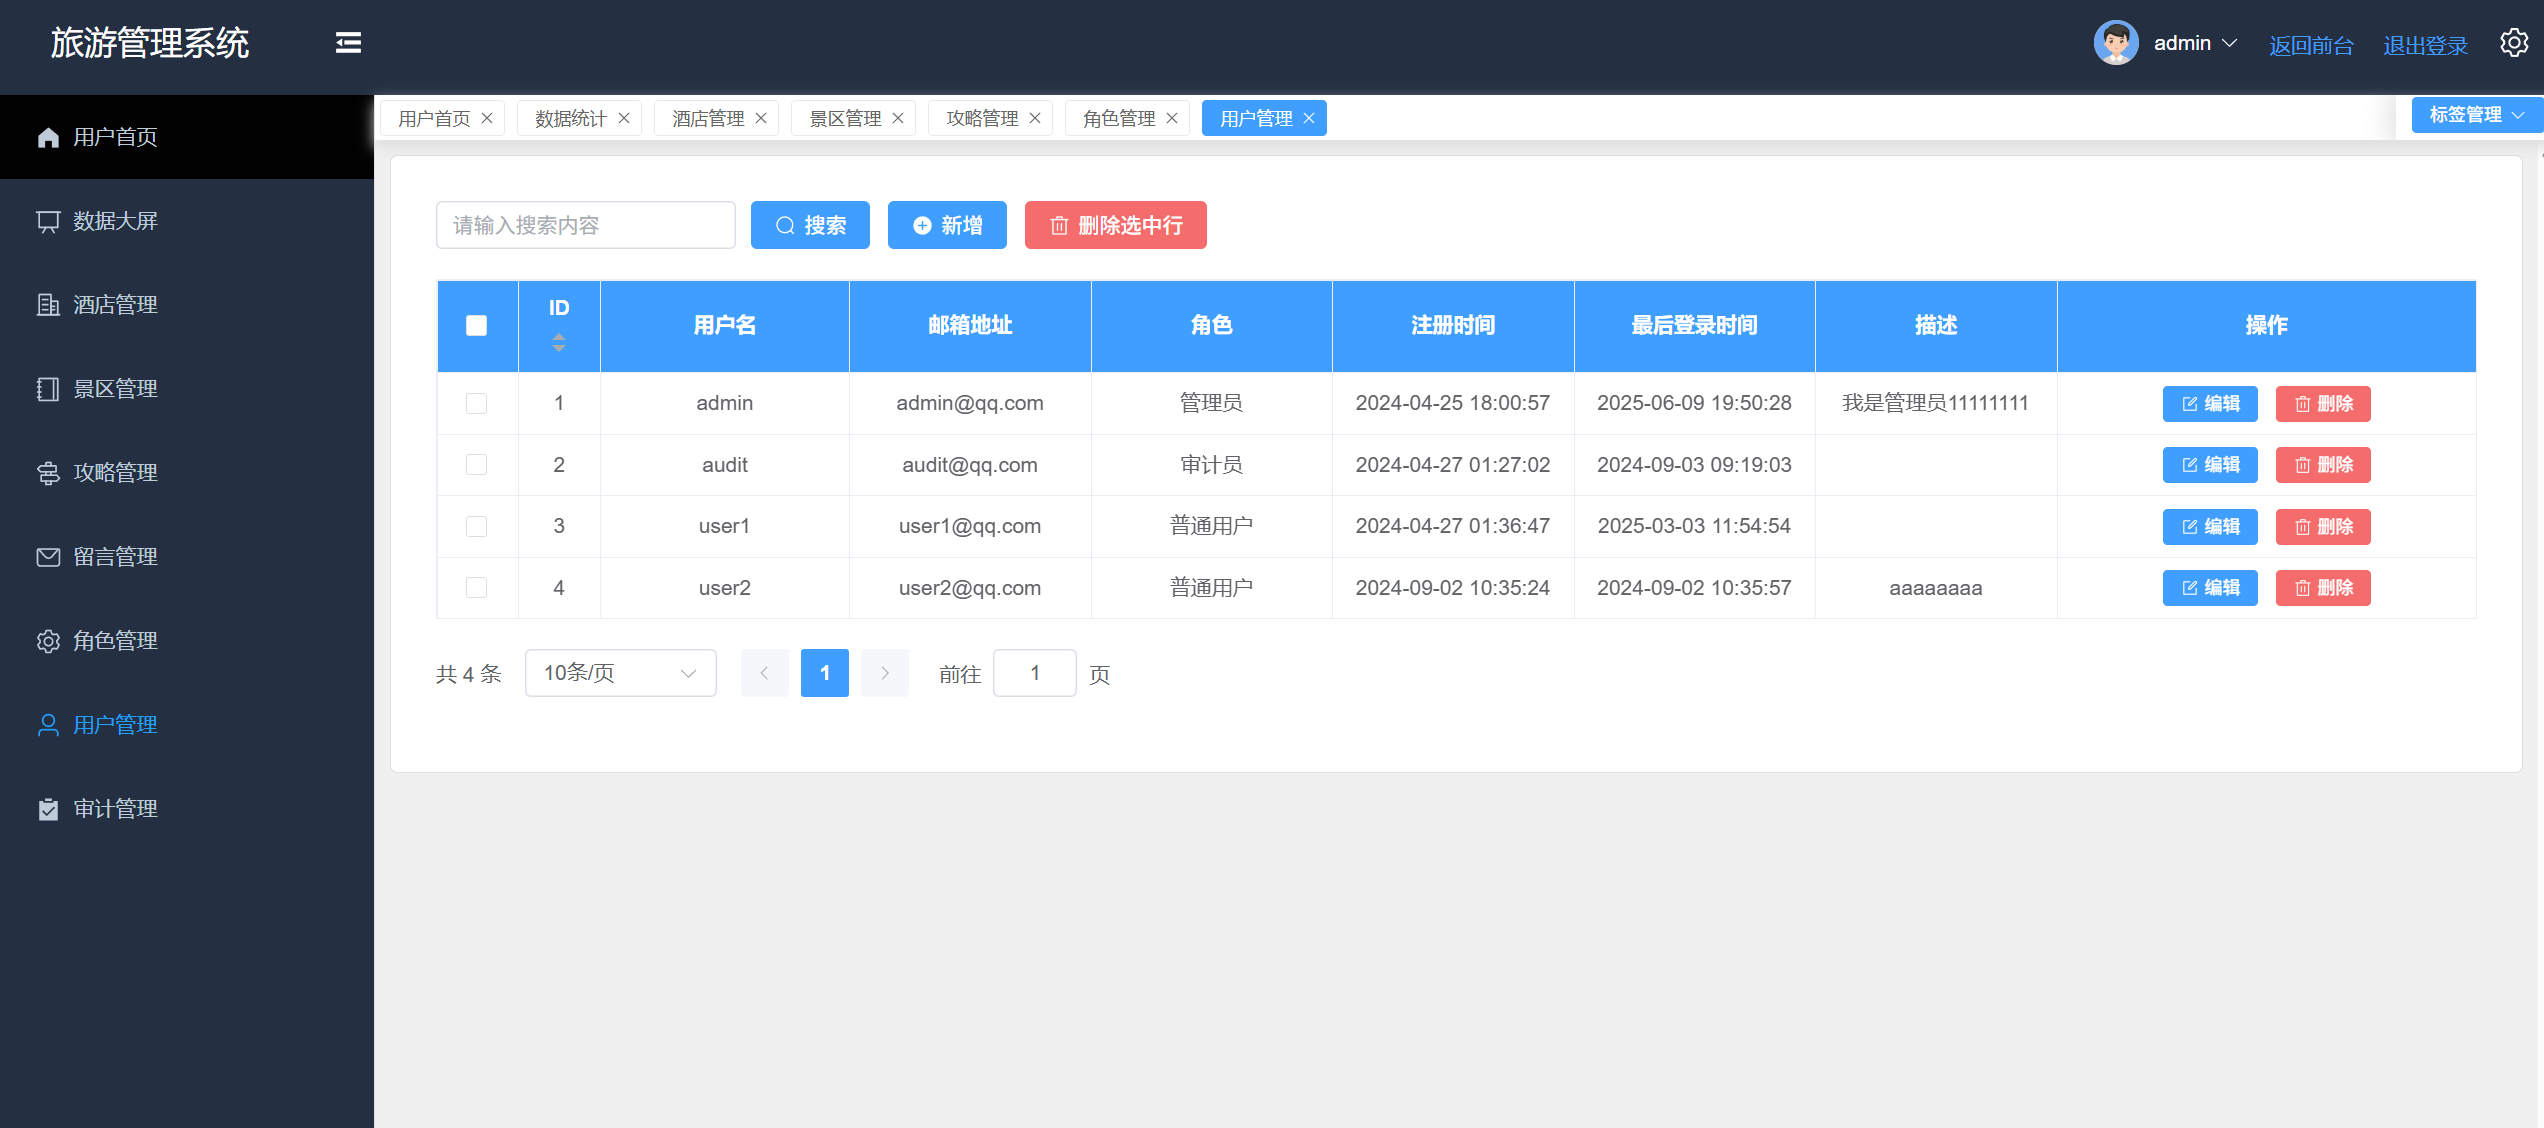 旅游管理系统
admin
返回前台
退出登录
用户首页
数据大屏
酒店管理
景区管理
攻略管理
留言管理
角色管理
用户管理
审计管理
用户首页 数据统计 酒店管理 景区管理 攻略管理 角色管理 用户管理 标签管理
请输入搜索内容 搜索 新增 删除选中行
ID 用户名 邮箱地址 角色 注册时间 最后登录时间 描述 操作
1 admin admin@qq.com 管理员 2024-04-25 18:00:57 2025-06-09 19:50:28 我是管理员11111111 编辑 删除
2 audit audit@qq.com 审计员 2024-04-27 01:27:02 2024-09-03 09:19:03 编辑 删除
3 user1 user1@qq.com 普通用户 2024-04-27 01:36:47 2025-03-03 11:54:54 编辑 删除
4 user2 user2@qq.com 普通用户 2024-09-02 10:35:24 2024-09-02 10:35:57 aaaaaaaa 编辑 删除
共 4 条 10条/页 1 前往 1 页